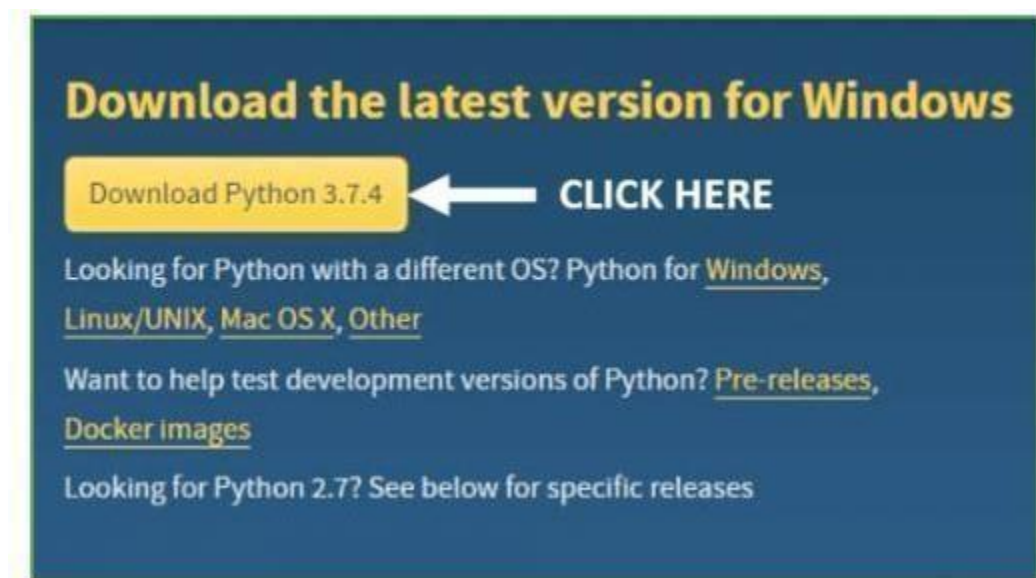 Download the latest version for Windows
Download Python 3.7.4 CLICK HERE
Looking for Python with a different OS? Python for Windows,
Linux/UNIX, Mac OS X, Other
Want to help test development versions of Python? Pre-releases,
Docker images
Looking for Python 2.7? See below for specific releases